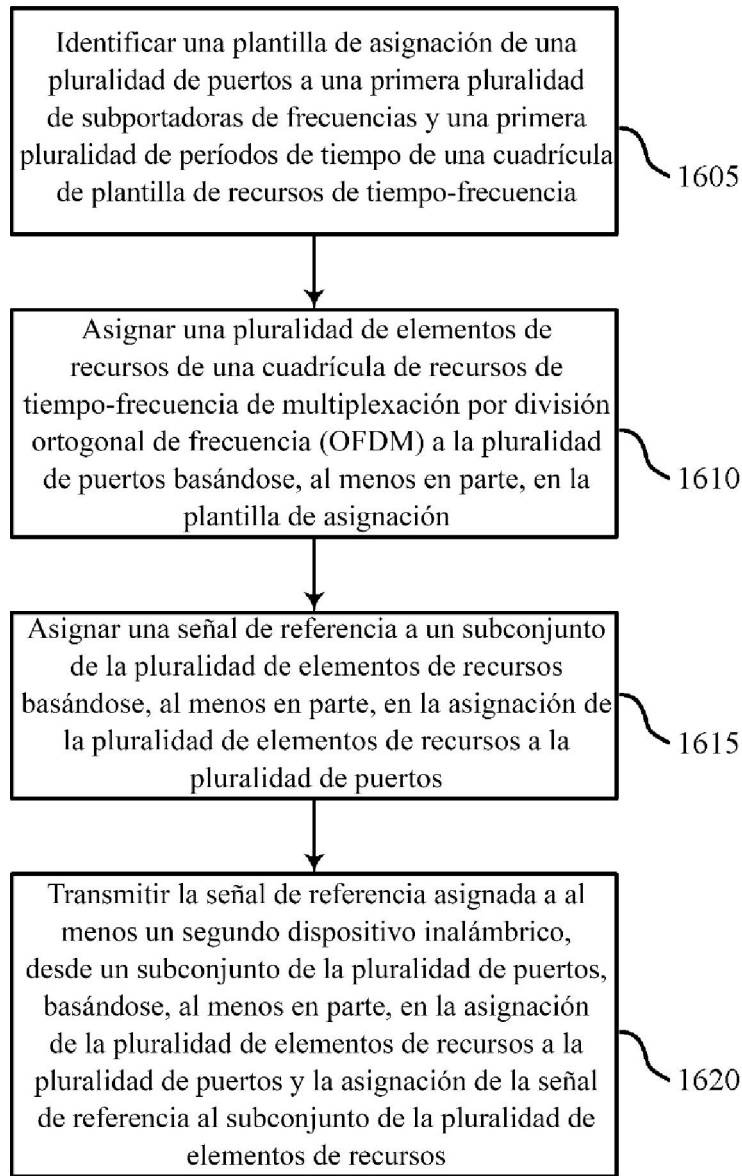 Identificar una plantilla de asignación de una
pluralidad de puertos a una primera pluralidad
de subportadoras de frecuencias y una primera
pluralidad de períodos de tiempo de una cuadrícula
de plantilla de recursos de tiempo-frecuencia
1605
Asignar una pluralidad de elementos de
recursos de una cuadrícula de recursos de
tiempo-frecuencia de multiplexación por división
ortogonal de frecuencia (OFDM) a la pluralidad
de puertos basándose, al menos en parte, en la
plantilla de asignación
1610
Asignar una señal de referencia a un subconjunto
de la pluralidad de elementos de recursos
basándose, al menos en parte, en la asignación de
la pluralidad de elementos de recursos a la
pluralidad de puertos
1615
Transmitir la señal de referencia asignada a al
menos un segundo dispositivo inalámbrico,
desde un subconjunto de la pluralidad de puertos,
basándose, al menos en parte, en la asignación
de la pluralidad de elementos de recursos a la
pluralidad de puertos y la asignación de la señal
de referencia al subconjunto de la pluralidad de
elementos de recursos
1620